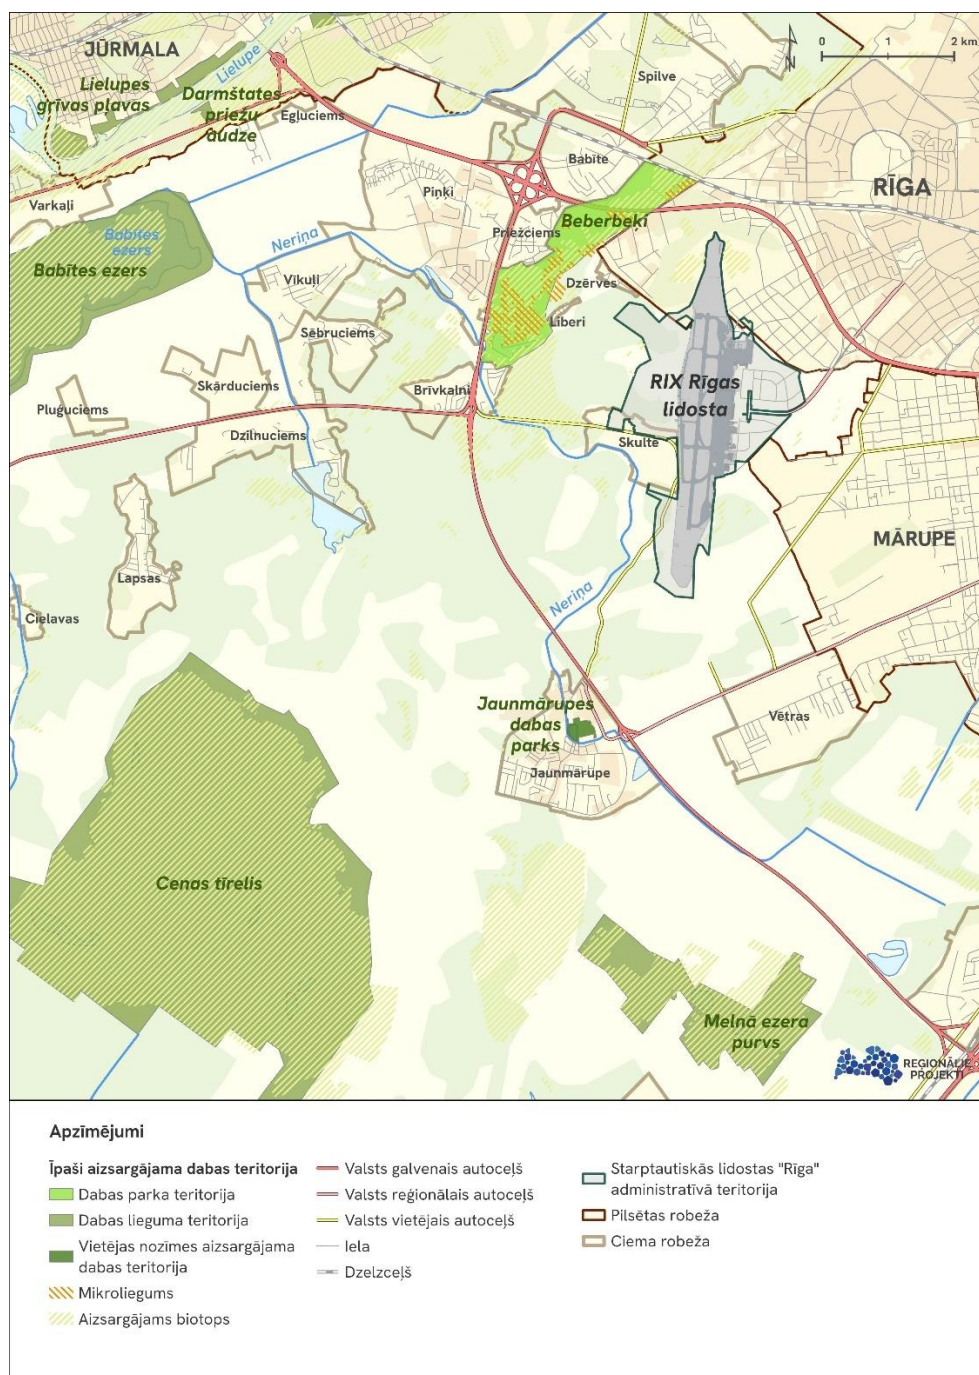 JŪRMALA
Lielupes
grīvas pļavas
Lielupe
Darmštates
priežu
audze
Egļuciems
Spilve
0 1 2 km
Babīte
RĪGA
Varkaļi
Piņķi
Priežciems
Beberbeķi
Babītes
ezers
Babītes ezers
Neriņa
Vīkuļi
Dzērves
Sēbruciems
Liberi
Skārduciems
Brīvkalni
RIX Rīgas
lidosta
Pluguciems
Dzilnuciems
Skulte
MĀRUPE
Lapsas
Cielavas
Neriņa
Jaunmārupes
dabas
parks
Vētras
Jaunmārupe
Cenas tīrelis
Melnā ezera
purvs
REĢIONĀLIE
PROJEKTI
Apzīmējumi
Īpaši aizsargājama dabas teritorija
Dabas parka teritorija
Dabas lieguma teritorija
Vietējas nozīmes aizsargājama
dabas teritorija
Mikroliegums
Aizsargājams biotops
Valsts galvenais autoceļš
Valsts reģionālais autoceļš
Valsts vietējais autoceļš
Iela
Dzelzceļš
Starptautiskās lidostas "Rīga"
administratīvā teritorija
Pilsētas robeža
Ciema robeža